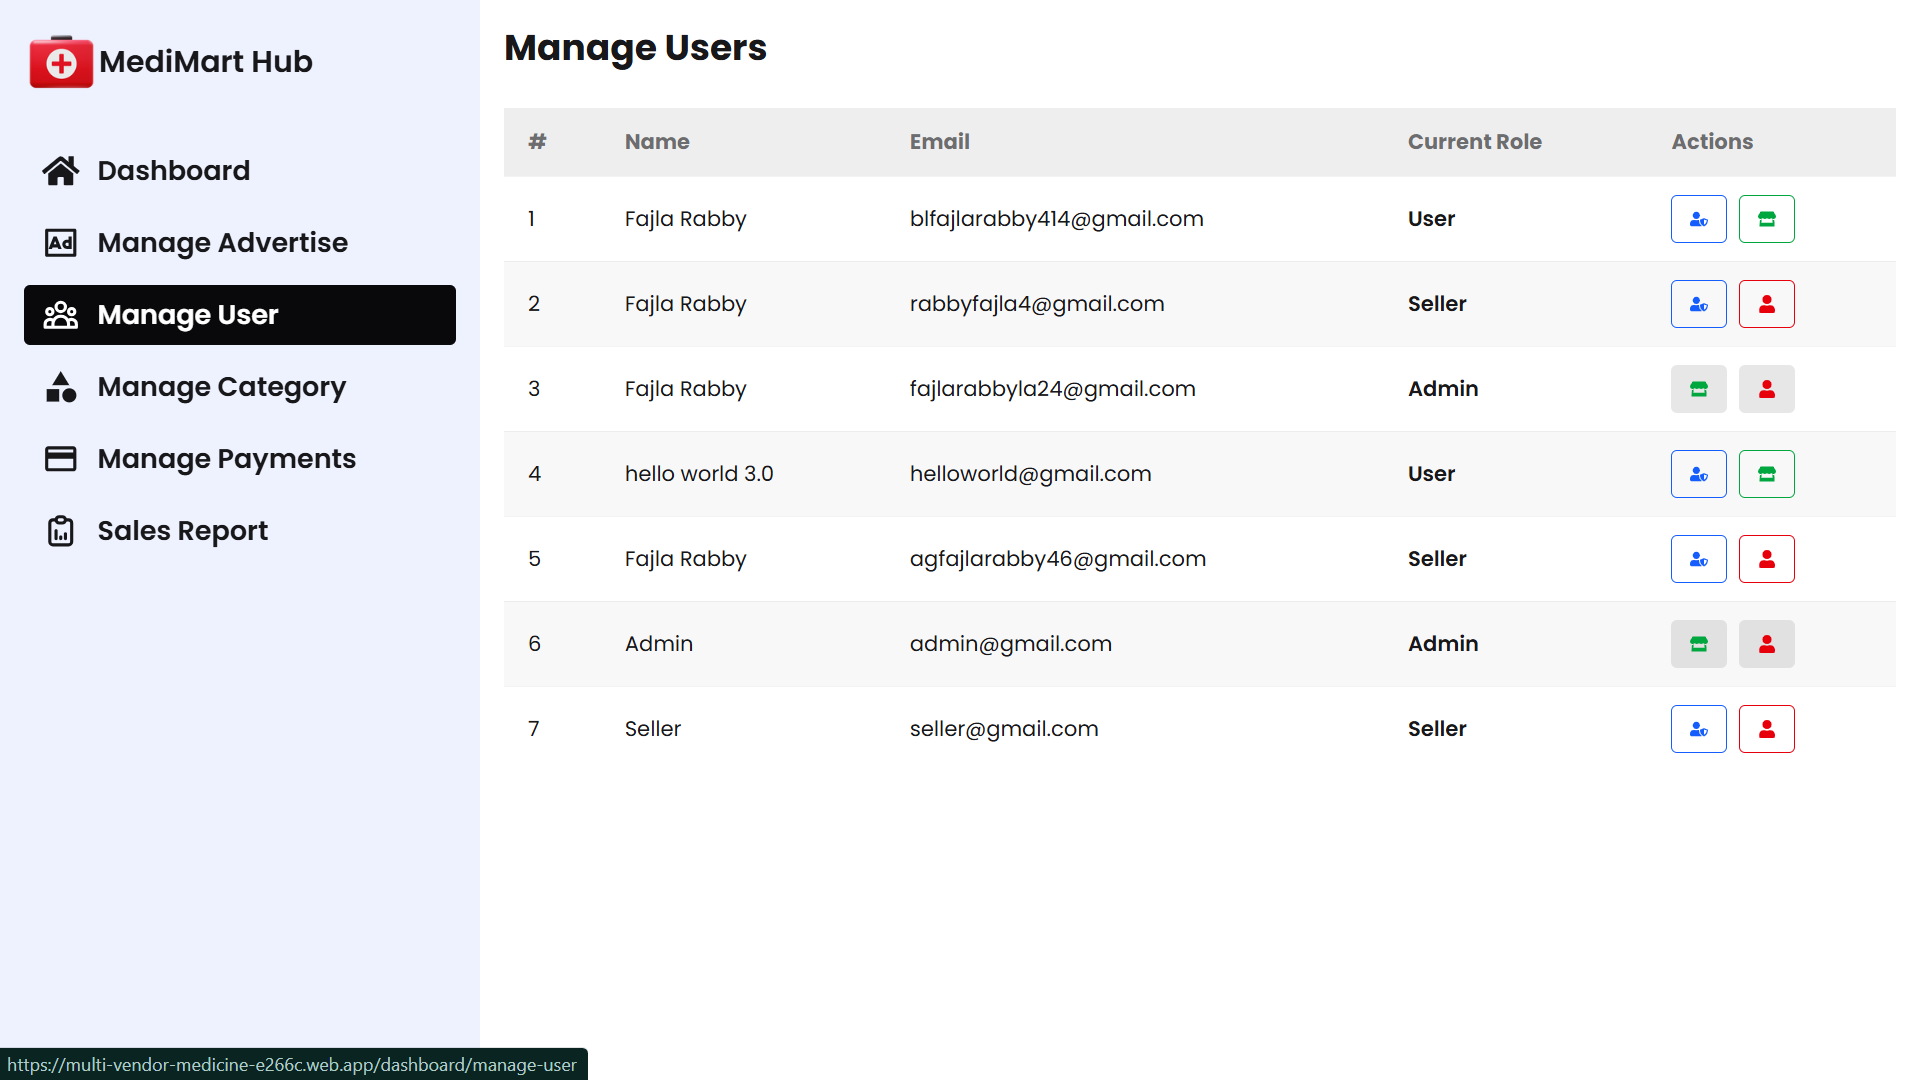 MediMart Hub
Dashboard
Ad Manage Advertise
Manage User
Manage Category
Manage Payments
Sales Report
Manage Users
# Name Email Current Role Actions
1 Fajla Rabby blfajlarabby414@gmail.com User
2 Fajla Rabby rabbyfajla4@gmail.com Seller
3 Fajla Rabby fajlarabbyla24@gmail.com Admin
4 hello world 3.0 helloworld@gmail.com User
5 Fajla Rabby agfajlarabby46@gmail.com Seller
6 Admin admin@gmail.com Admin
7 Seller seller@gmail.com Seller
https://multi-vendor-medicine-e266c.web.app/dashboard/manage-user